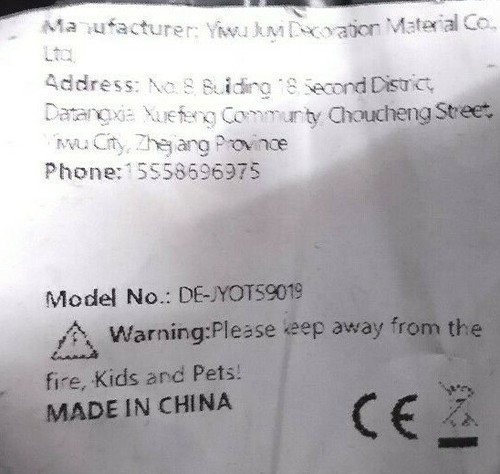 Manufacturer: Yiwu Juyi Decoration Material Co.,
Ltd.
Address: No. 8, Building 18, Second District,
Datangxia Xuefeng Community, Choucheng Street,
Yiwu City, Zhejiang Province
Phone:15558696975
Model No.: DE-JYOT59019
Warning:Please keep away from the
fire, Kids and Pets!
MADE IN CHINA
CE